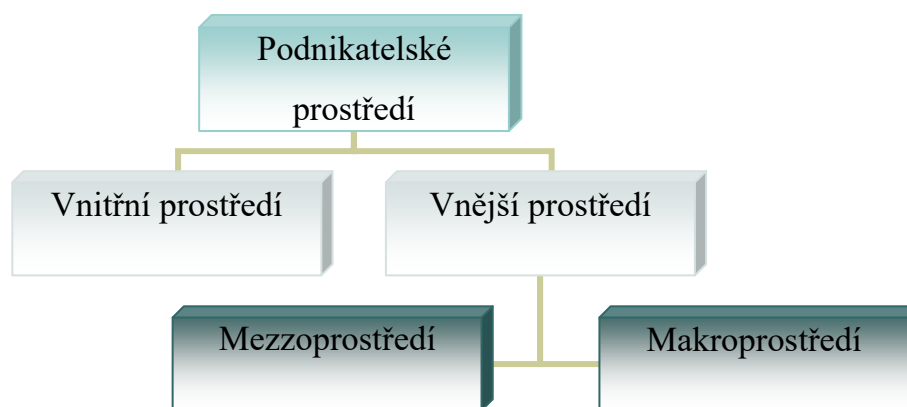 Podnikatelské
prostředí
Vnitřní prostředí
Vnější prostředí
Mezzoprostředí
Makroprostředí